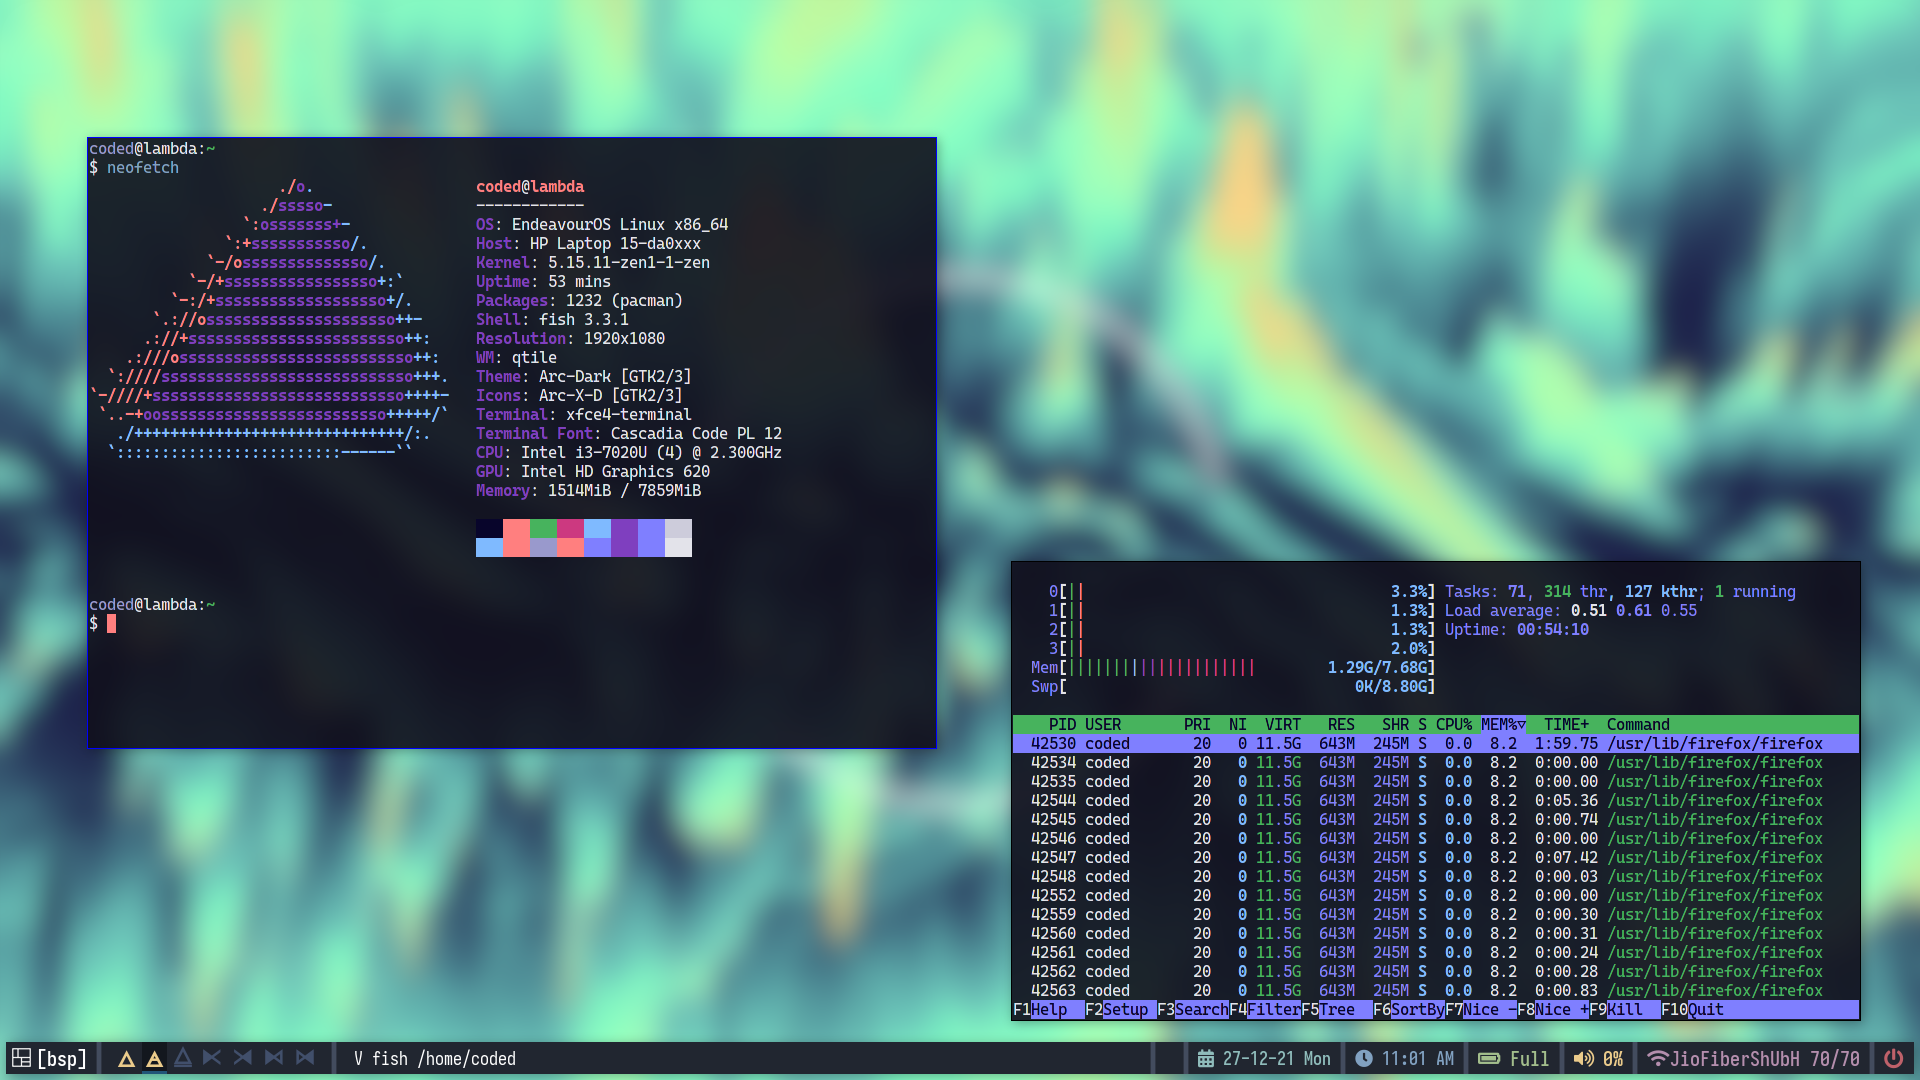 coded@lambda:~
$ neofetch
./o.
./sssso-
`:osssssss+-
`:+sssssssssso/.
`-/ossssssssssssso/.
`-/+sssssssssssssssso+:`
`-:/+sssssssssssssssssso+/.
`.://osssssssssssssssssssso++-
.://+ssssssssssssssssssssssso++:
.:///ossssssssssssssssssssssssso++:
`:////ssssssssssssssssssssssssssso+++.
`-////+ssssssssssssssssssssssssssso++++-
`..-+oosssssssssssssssssssssssso+++++/`
./++++++++++++++++++++++++++++++/:.
`:::::::::::::::::::::::::------``
coded@lambda
------------
OS: EndeavourOS Linux x86_64
Host: HP Laptop 15-da0xxx
Kernel: 5.15.11-zen1-1-zen
Uptime: 53 mins
Packages: 1232 (pacman)
Shell: fish 3.3.1
Resolution: 1920x1080
WM: qtile
Theme: Arc-Dark [GTK2/3]
Icons: Arc-X-D [GTK2/3]
Terminal: xfce4-terminal
Terminal Font: Cascadia Code PL 12
CPU: Intel i3-7020U (4) @ 2.300GHz
GPU: Intel HD Graphics 620
Memory: 1514MiB / 7859MiB
coded@lambda:~
$
0[|| 3.3%] Tasks: 71, 314 thr, 127 kthr; 1 running
1[|| 1.3%] Load average: 0.51 0.61 0.55
2[|| 1.3%] Uptime: 00:54:10
3[|| 2.0%]
Mem[||||||||||||||||||||| 1.29G/7.68G]
Swp[ 0K/8.80G]
PID USER PRI NI VIRT RES SHR S CPU% MEM%▽ TIME+ Command
42530 coded 20 0 11.5G 643M 245M S 0.0 8.2 1:59.75 /usr/lib/firefox/firefox
42534 coded 20 0 11.5G 643M 245M S 0.0 8.2 0:00.00 /usr/lib/firefox/firefox
42535 coded 20 0 11.5G 643M 245M S 0.0 8.2 0:00.00 /usr/lib/firefox/firefox
42544 coded 20 0 11.5G 643M 245M S 0.0 8.2 0:05.36 /usr/lib/firefox/firefox
42545 coded 20 0 11.5G 643M 245M S 0.0 8.2 0:00.74 /usr/lib/firefox/firefox
42546 coded 20 0 11.5G 643M 245M S 0.0 8.2 0:00.00 /usr/lib/firefox/firefox
42547 coded 20 0 11.5G 643M 245M S 0.0 8.2 0:07.42 /usr/lib/firefox/firefox
42548 coded 20 0 11.5G 643M 245M S 0.0 8.2 0:00.03 /usr/lib/firefox/firefox
42552 coded 20 0 11.5G 643M 245M S 0.0 8.2 0:00.00 /usr/lib/firefox/firefox
42559 coded 20 0 11.5G 643M 245M S 0.0 8.2 0:00.30 /usr/lib/firefox/firefox
42560 coded 20 0 11.5G 643M 245M S 0.0 8.2 0:00.31 /usr/lib/firefox/firefox
42561 coded 20 0 11.5G 643M 245M S 0.0 8.2 0:00.24 /usr/lib/firefox/firefox
42562 coded 20 0 11.5G 643M 245M S 0.0 8.2 0:00.28 /usr/lib/firefox/firefox
42563 coded 20 0 11.5G 643M 245M S 0.0 8.2 0:00.83 /usr/lib/firefox/firefox
F1Help F2Setup F3SearchF4FilterF5Tree F6SortByF7Nice -F8Nice +F9Kill F10Quit
[bsp] V fish /home/coded 27-12-21 Mon 11:01 AM Full 0% JioFiberShUbH 70/70